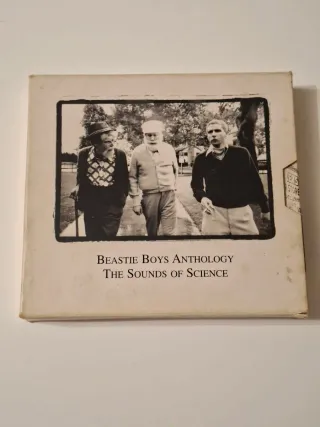 BEASTIE BOYS ANTHOLOGY
THE SOUNDS OF SCIENCE